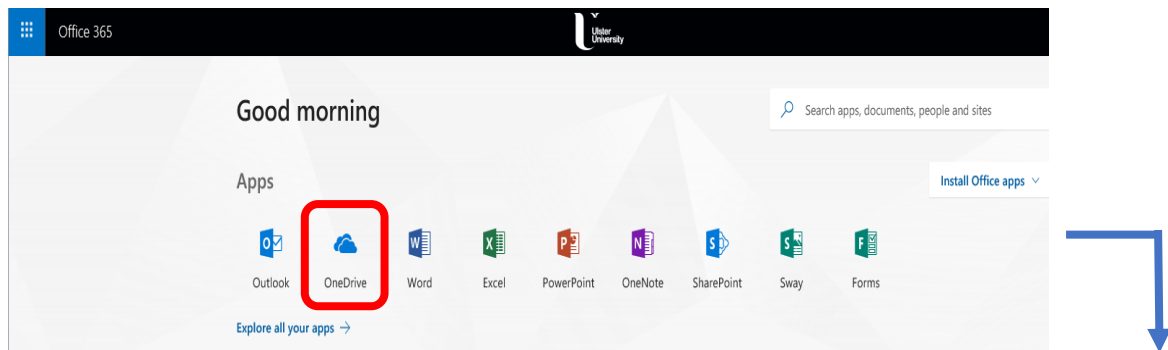 Office 365
Ulster
University
Good morning
Search apps, documents, people and sites
Apps
Install Office apps
Outlook OneDrive Word Excel PowerPoint OneNote SharePoint Sway Forms
Explore all your apps →